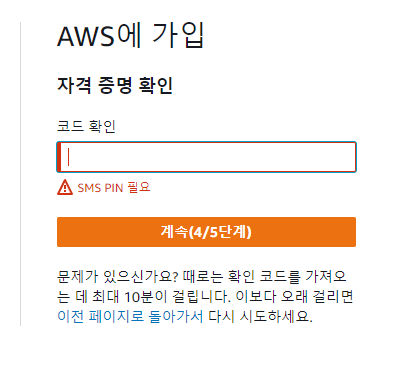 AWS에 가입
자격 증명 확인
코드 확인
SMS PIN 필요
계속(4/5단계)
문제가 있으신가요? 때로는 확인 코드를 가져오
는 데 최대 10분이 걸립니다. 이보다 오래 걸리면
이전 페이지로 돌아가서 다시 시도하세요.